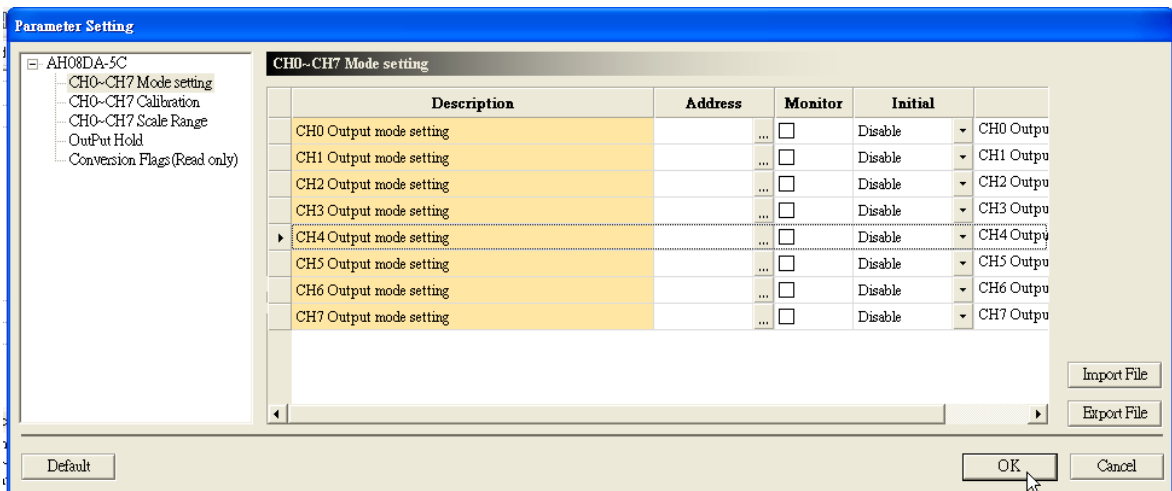 Parameter Setting
AH08DA-5C
CH0~CH7 Mode setting
CH0~CH7 Calibration
CH0~CH7 Scale Range
OutPut Hold
Conversion Flags(Read only)
CH0~CH7 Mode setting
Description Address Monitor Initial
CH0 Output mode setting ... Disable CH0 Outpu
CH1 Output mode setting ... Disable CH1 Outpu
CH2 Output mode setting ... Disable CH2 Outpu
CH3 Output mode setting ... Disable CH3 Outpu
CH4 Output mode setting ... Disable CH4 Outpu
CH5 Output mode setting ... Disable CH5 Outpu
CH6 Output mode setting ... Disable CH6 Outpu
CH7 Output mode setting ... Disable CH7 Outpu
Import File
Export File
Default OK Cancel